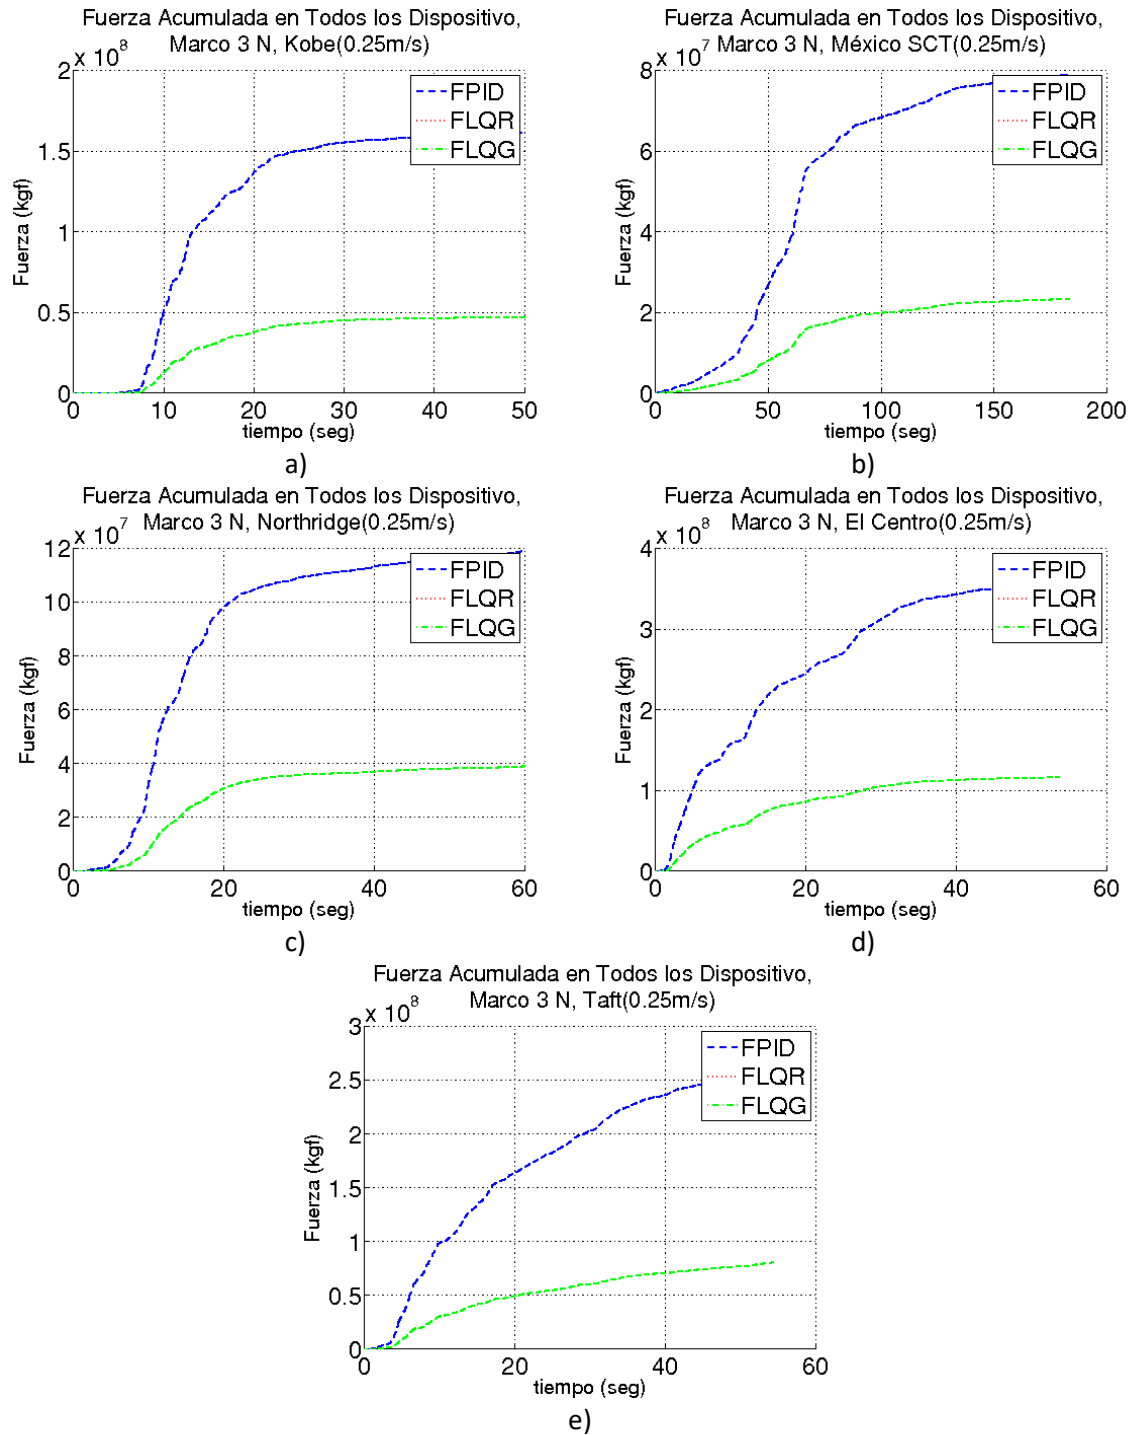 Fuerza Acumulada en Todos los Dispositivo,
Marco 3 N, Kobe(0.25m/s)
x 10^8
2
1.5
1
0.5
0
Fuerza (kgf)
FPID
FLQR
FLQG
0 10 20 30 40 50
tiempo (seg)
a)
Fuerza Acumulada en Todos los Dispositivo,
Marco 3 N, México SCT(0.25m/s)
x 10^7
8
6
4
2
0
Fuerza (kgf)
FPID
FLQR
FLQG
0 50 100 150 200
tiempo (seg)
b)
Fuerza Acumulada en Todos los Dispositivo,
Marco 3 N, Northridge(0.25m/s)
x 10^7
12
10
8
6
4
2
0
Fuerza (kgf)
FPID
FLQR
FLQG
0 20 40 60
tiempo (seg)
c)
Fuerza Acumulada en Todos los Dispositivo,
Marco 3 N, El Centro(0.25m/s)
x 10^8
4
3
2
1
0
Fuerza (kgf)
FPID
FLQR
FLQG
0 20 40 60
tiempo (seg)
d)
Fuerza Acumulada en Todos los Dispositivo,
Marco 3 N, Taft(0.25m/s)
x 10^8
3
2.5
2
1.5
1
0.5
0
Fuerza (kgf)
FPID
FLQR
FLQG
0 20 40 60
tiempo (seg)
e)